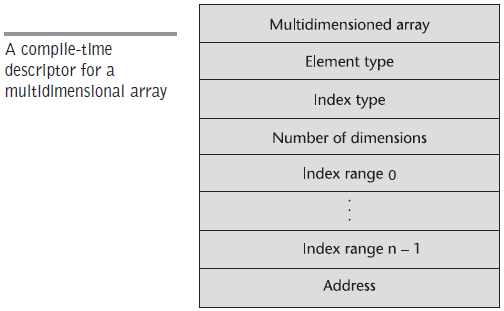 A compile-time
descriptor for a
multidimensional array
Multidimensioned array
Element type
Index type
Number of dimensions
Index range 0
⋮
Index range n – 1
Address